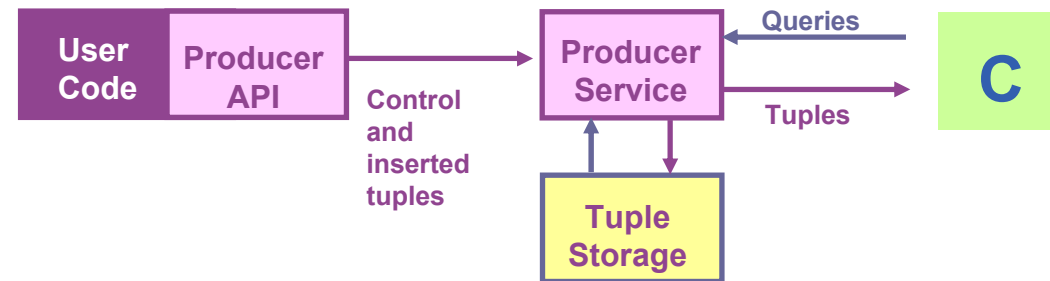 User
Code
Producer
API
Control
and
inserted
tuples
Producer
Service
Queries
Tuples
C
Tuple
Storage